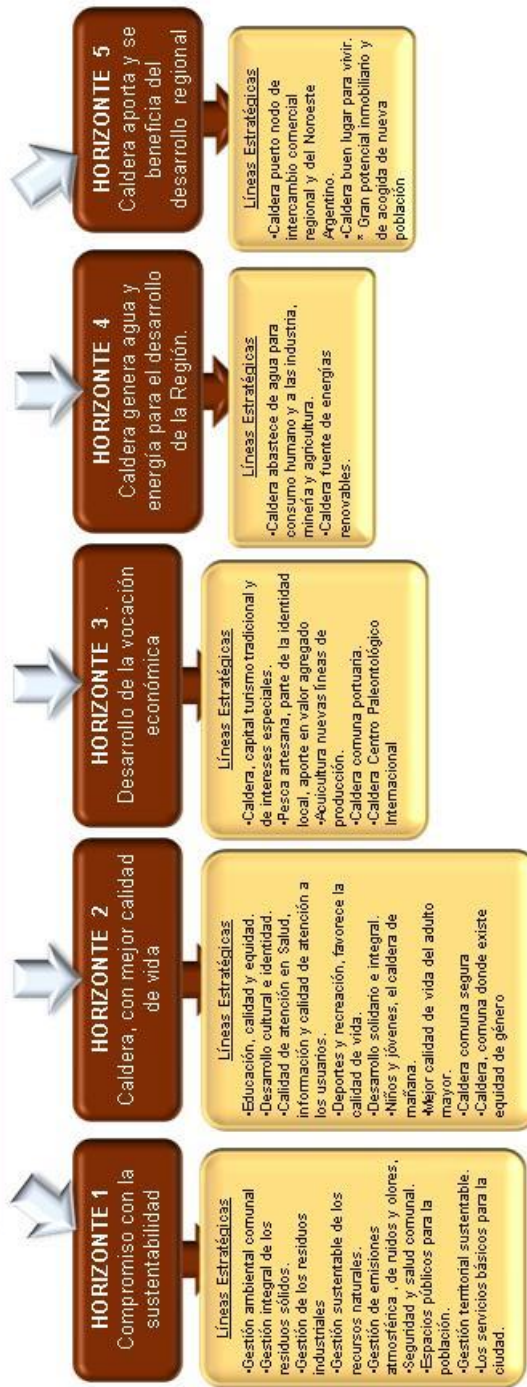 HORIZONTE 1
Compromiso con la
sustentabilidad
Líneas Estratégicas
•Gestión ambiental comunal
•Gestión integral de los
residuos sólidos.
•Gestión de los residuos
industriales
•Gestión sustentable de los
recursos naturales.
•Gestión de emisiones
atmosférica , de ruidos y olores,
•Seguridad y salud comunal.
•Espacios públicos para la
población.
•Gestión territorial sustentable.
•Los servicios básicos para la
ciudad.
HORIZONTE 2
Caldera, con mejor calidad
de vida
Líneas Estratégicas
•Educación, calidad y equidad.
•Desarrollo cultural e identidad.
•Calidad de atención en Salud,
información y calidad de atención a
los usuarios.
•Deportes y recreación, favorece la
calidad de vida.
•Desarrollo solidario e integral.
•Niños y jóvenes, el caldera de
mañana.
•Mejor calidad de vida del adulto
mayor.
•Caldera comuna segura
•Caldera, comuna donde existe
equidad de género
HORIZONTE 3 .
Desarrollo de la vocación
económica
Líneas Estratégicas
•Caldera, capital turismo tradicional y
de intereses especiales.
•Pesca artesana, parte de la identidad
local, aporte en valor agregado
•Acuicultura nuevas líneas de
producción.
•Caldera comuna portuaria.
•Caldera Centro Paleontológico
Internacional
HORIZONTE 4
Caldera genera agua y
energía para el desarrollo
de la Región.
Líneas Estratégicas
•Caldera abastece de agua para
consumo humano y a las industria,
minería y agricultura.
•Caldera fuente de energías
renovables.
HORIZONTE 5
Caldera aporta y se
beneficia del
desarrollo regional
Líneas Estratégicas
•Caldera puerto nodo de
intercambio comercial
regional y del Noroeste
Argentino.
•Caldera buen lugar para vivir.
* Gran potencial inmobiliario y
de acogida de nueva
población.